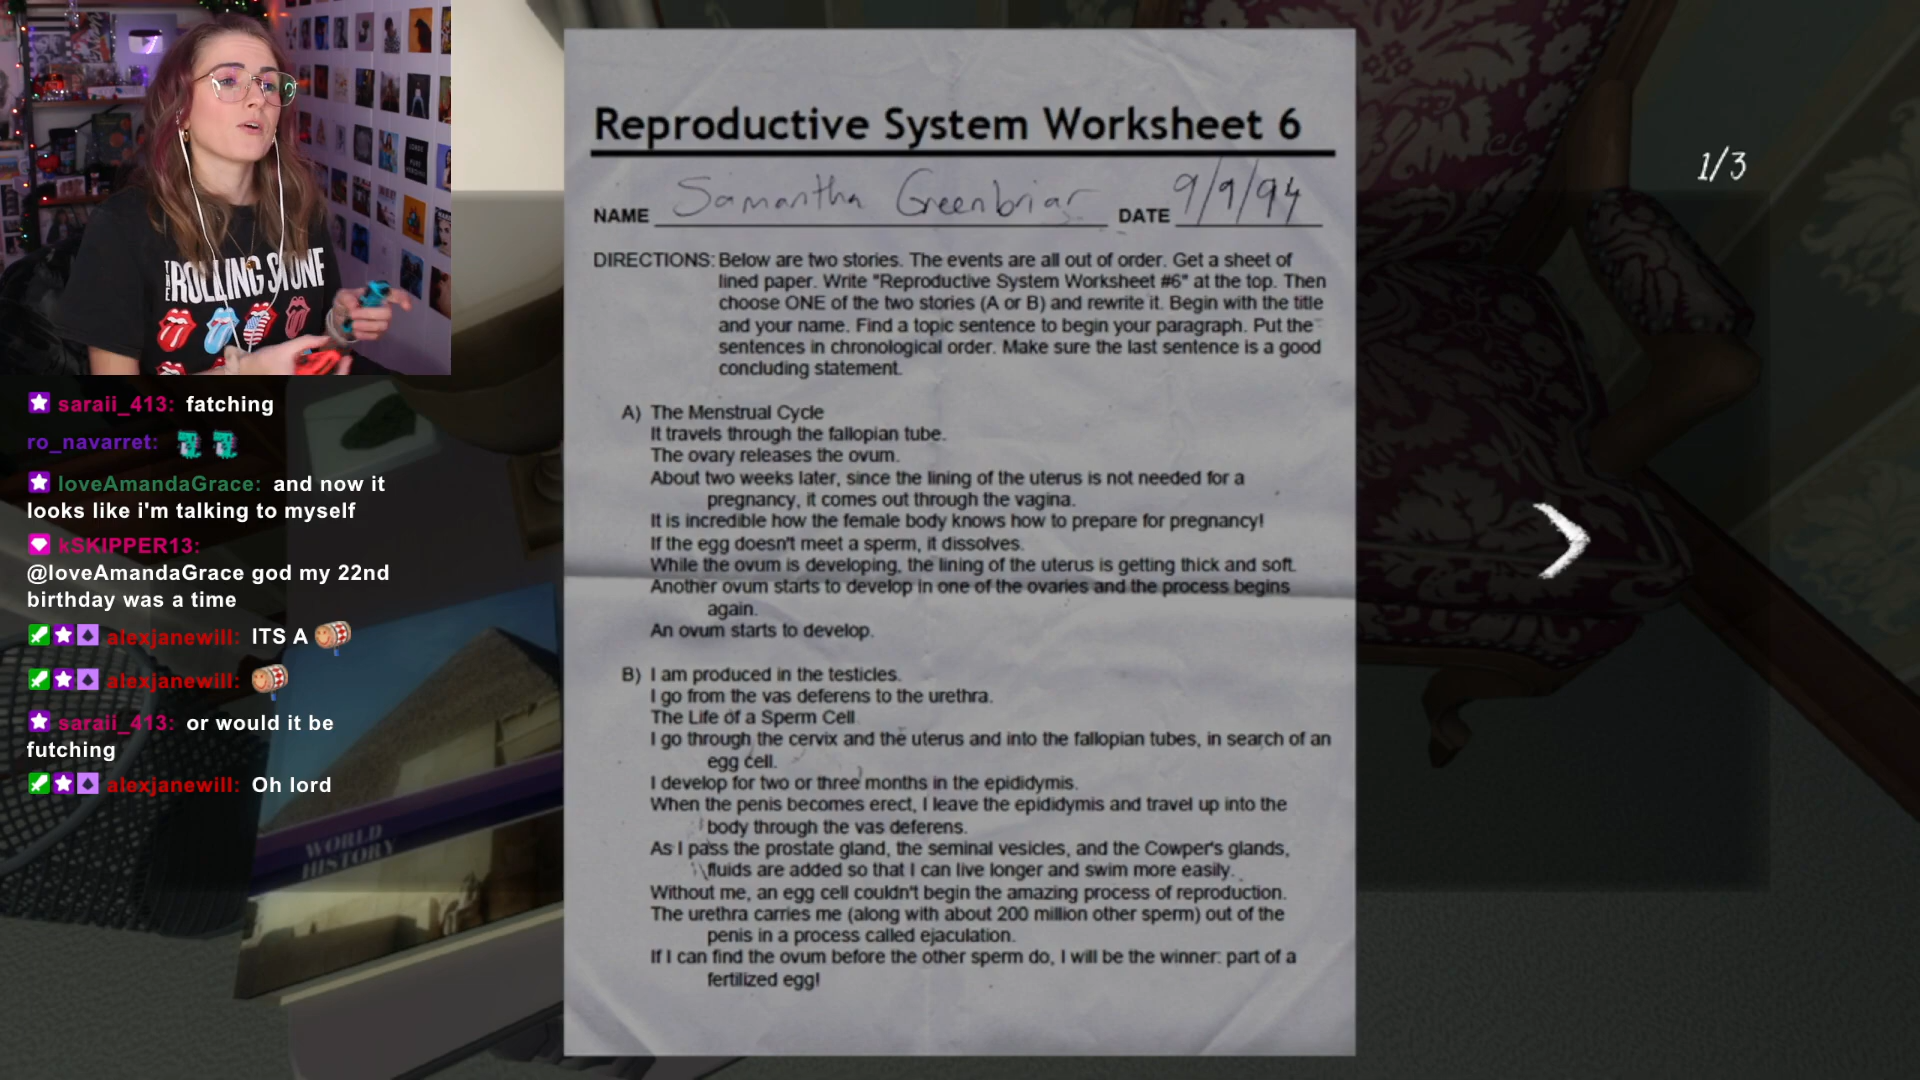 THE
ROLLING STONE
saraii_413: fatching
ro_navarret:
loveAmandaGrace: and now it
looks like i'm talking to myself
kSKIPPER13:
@loveAmandaGrace god my 22nd
birthday was a time
alexjanewill: ITS A
alexjanewill:
saraii_413: or would it be
futching
alexjanewill: Oh lord
WORLD
HISTORY
Reproductive System Worksheet 6
NAME Samantha Greenbriar DATE 9/9/94
DIRECTIONS: Below are two stories. The events are all out of order. Get a sheet of
lined paper. Write "Reproductive System Worksheet #6" at the top. Then
choose ONE of the two stories (A or B) and rewrite it. Begin with the title
and your name. Find a topic sentence to begin your paragraph. Put the
sentences in chronological order. Make sure the last sentence is a good
concluding statement.
A) The Menstrual Cycle
It travels through the fallopian tube.
The ovary releases the ovum.
About two weeks later, since the lining of the uterus is not needed for a
pregnancy, it comes out through the vagina.
It is incredible how the female body knows how to prepare for pregnancy!
If the egg doesn't meet a sperm, it dissolves.
While the ovum is developing, the lining of the uterus is getting thick and soft.
Another ovum starts to develop in one of the ovaries and the process begins
again.
An ovum starts to develop.
B) I am produced in the testicles.
I go from the vas deferens to the urethra.
The Life of a Sperm Cell
I go through the cervix and the uterus and into the fallopian tubes, in search of an
egg cell.
I develop for two or three months in the epididymis.
When the penis becomes erect, I leave the epididymis and travel up into the
body through the vas deferens.
As I pass the prostate gland, the seminal vesicles, and the Cowper's glands,
fluids are added so that I can live longer and swim more easily.
Without me, an egg cell couldn't begin the amazing process of reproduction.
The urethra carries me (along with about 200 million other sperm) out of the
penis in a process called ejaculation.
If I can find the ovum before the other sperm do, I will be the winner: part of a
fertilized egg!
1/3